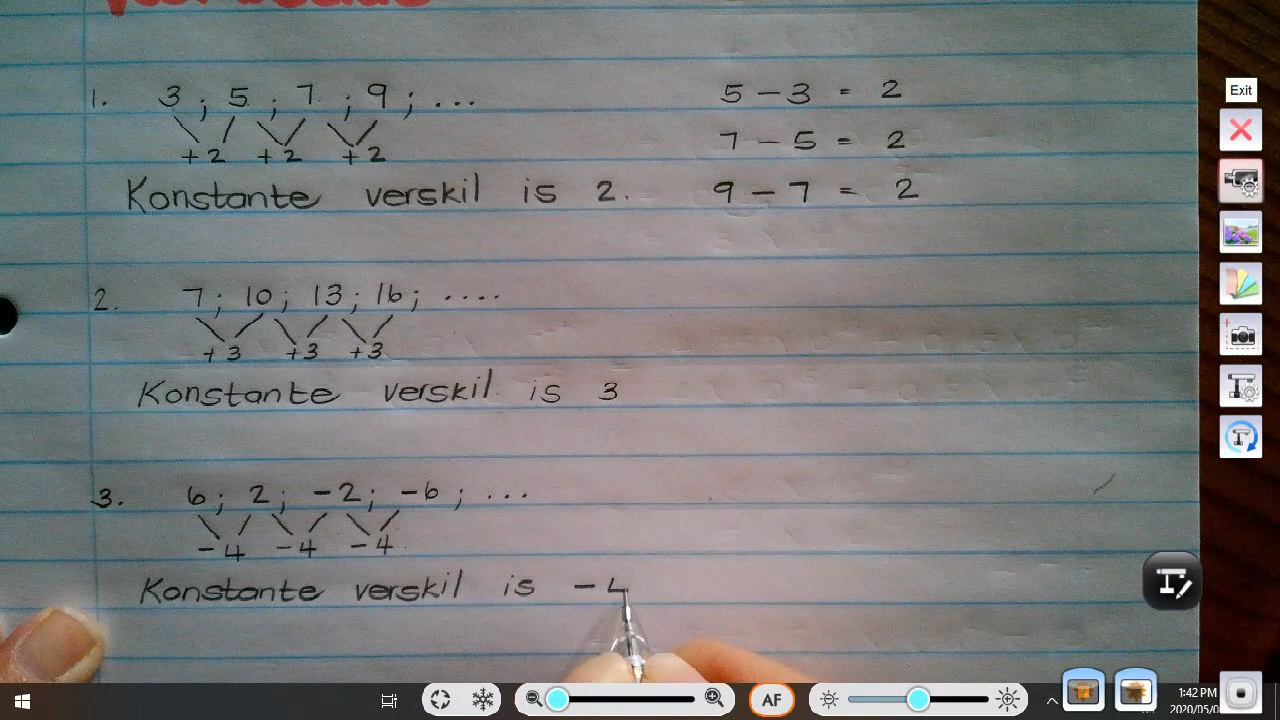 1. 3 ; 5 ; 7 ; 9 ; ... 5 - 3 = 2
+2 +2 +2 7 - 5 = 2
Konstante verskil is 2. 9 - 7 = 2
2. 7 ; 10 ; 13 ; 16 ; ....
+3 +3 +3
Konstante verskil is 3
3. 6 ; 2 ; -2 ; -6 ; ...
-4 -4 -4
Konstante verskil is -4
Exit
AF
1:42 PM